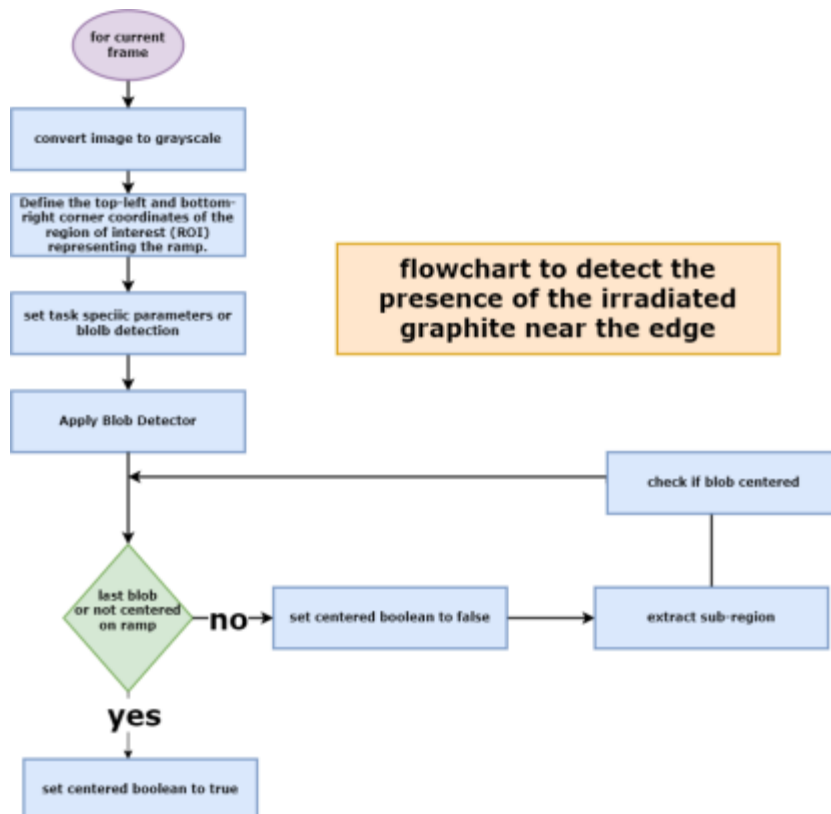 for current
frame
convert image to grayscale
Define the top-left and bottom-
right corner coordinates of the
region of interest (ROI)
representing the ramp.
flowchart to detect the
presence of the irradiated
graphite near the edge
set task speciic parameters or
blolb detection
Apply Blob Detector
check if blob centered
last blob
or not centered
on ramp
no
set centered boolean to false
extract sub-region
yes
set centered boolean to true